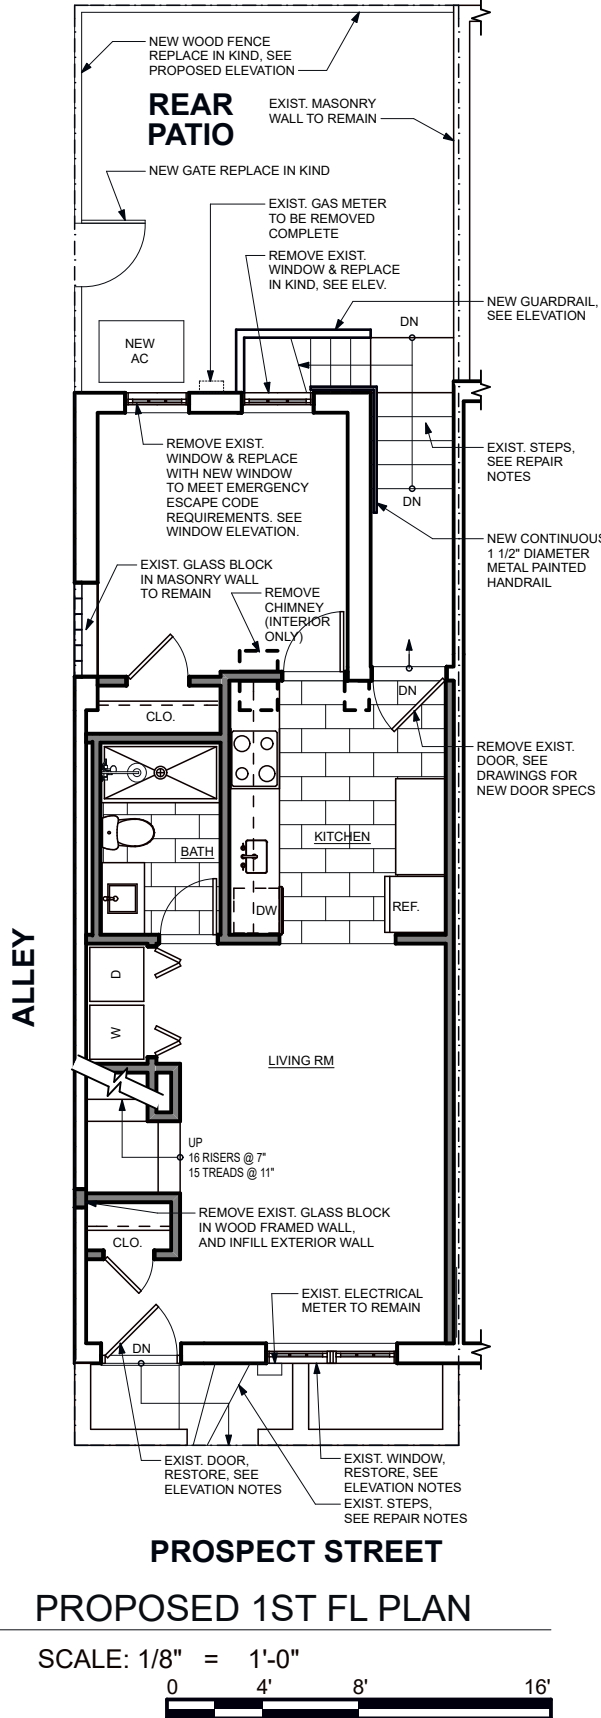 NEW WOOD FENCE
REPLACE IN KIND, SEE
PROPOSED ELEVATION
REAR
PATIO
EXIST. MASONRY
WALL TO REMAIN
NEW GATE REPLACE IN KIND
EXIST. GAS METER
TO BE REMOVED
COMPLETE
REMOVE EXIST.
WINDOW & REPLACE
IN KIND, SEE ELEV.
NEW GUARDRAIL,
SEE ELEVATION
DN
NEW
AC
REMOVE EXIST.
WINDOW & REPLACE
WITH NEW WINDOW
TO MEET EMERGENCY
ESCAPE CODE
REQUIREMENTS. SEE
WINDOW ELEVATION.
EXIST. STEPS,
SEE REPAIR
NOTES
DN
NEW CONTINUOUS
1 1/2" DIAMETER
METAL PAINTED
HANDRAIL
EXIST. GLASS BLOCK
IN MASONRY WALL
TO REMAIN
REMOVE
CHIMNEY
(INTERIOR
ONLY)
DN
CLO.
REMOVE EXIST.
DOOR, SEE
DRAWINGS FOR
NEW DOOR SPECS
KITCHEN
BATH
DW
REF.
ALLEY
D
W
LIVING RM
UP
16 RISERS @ 7"
15 TREADS @ 11"
REMOVE EXIST. GLASS BLOCK
IN WOOD FRAMED WALL,
AND INFILL EXTERIOR WALL
CLO.
EXIST. ELECTRICAL
METER TO REMAIN
DN
EXIST. DOOR,
RESTORE, SEE
ELEVATION NOTES
EXIST. WINDOW,
RESTORE, SEE
ELEVATION NOTES
EXIST. STEPS,
SEE REPAIR NOTES
PROSPECT STREET
PROPOSED 1ST FL PLAN
SCALE: 1/8" = 1'-0"
0 4' 8' 16'